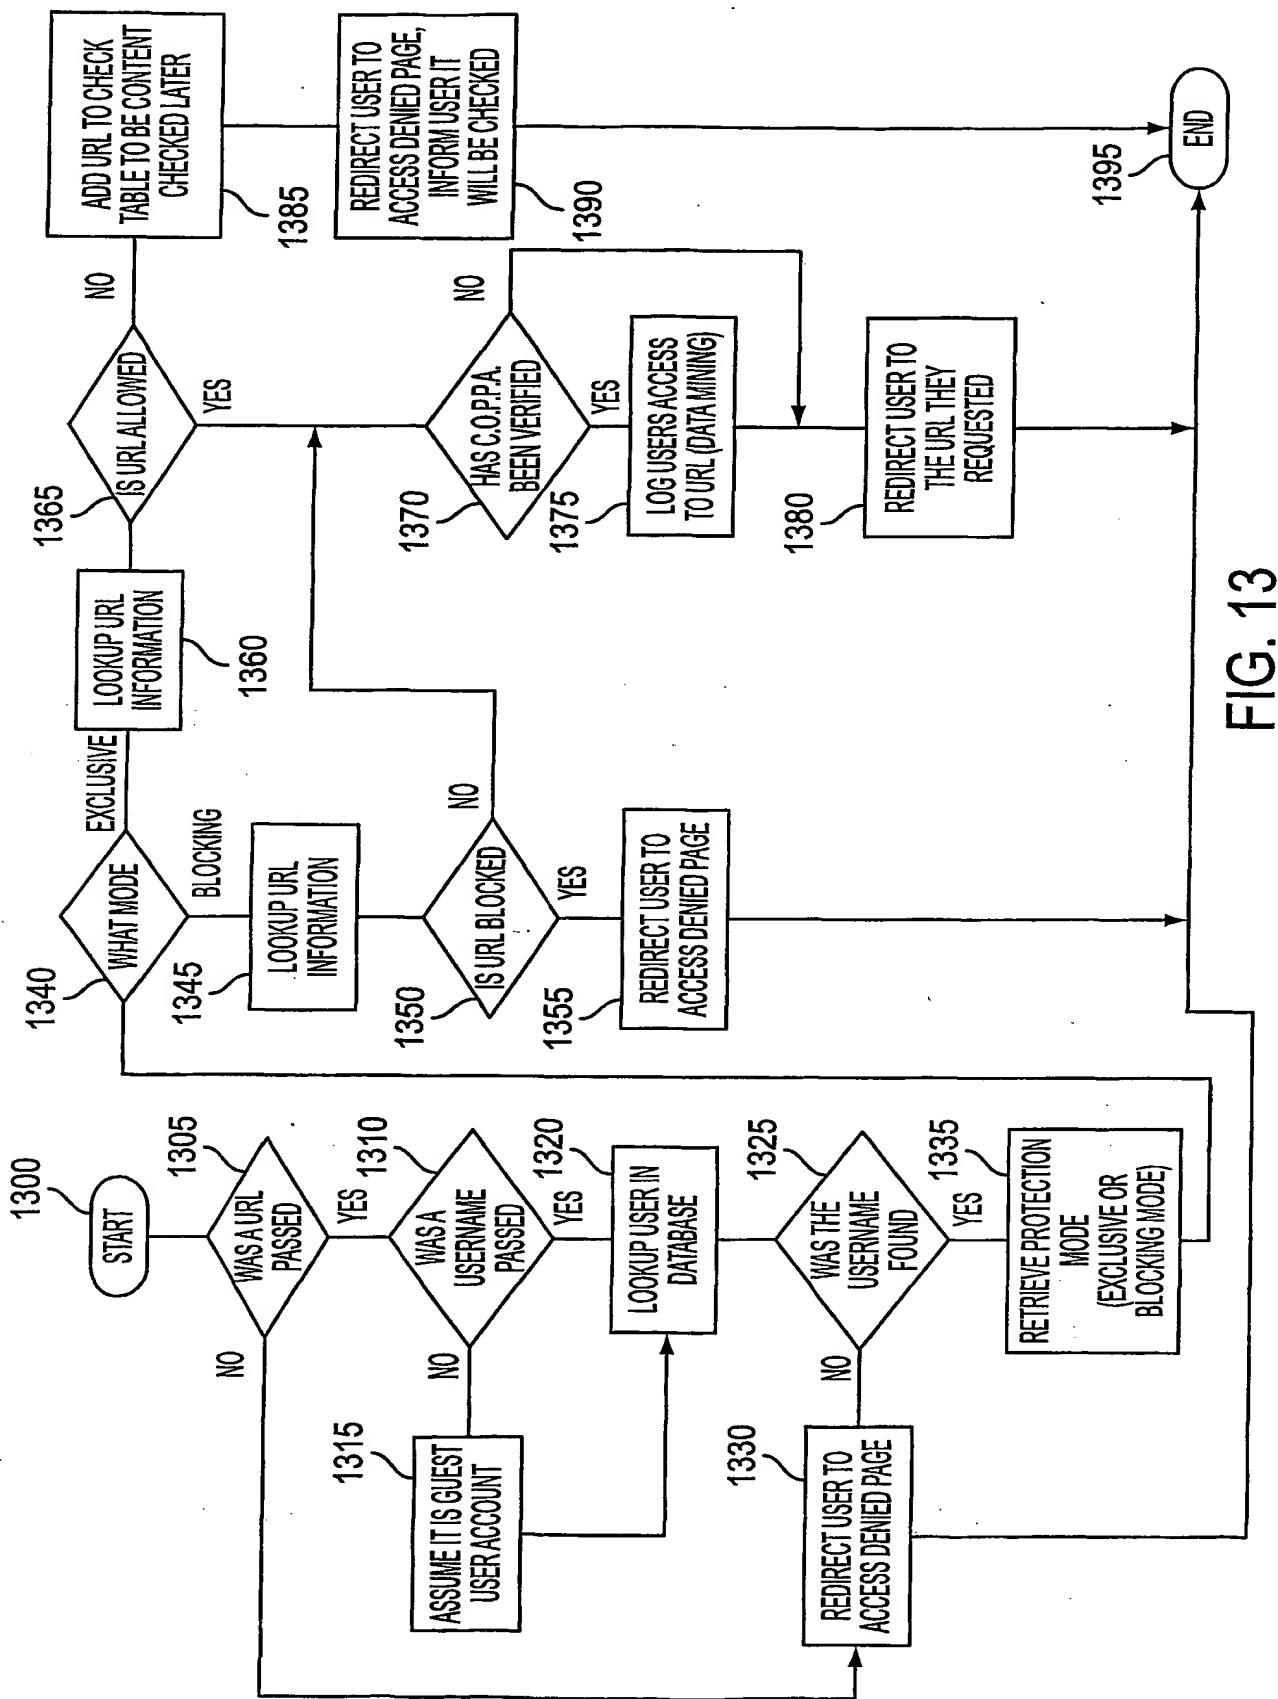 1300
START
1305
WAS A URL
PASSED
NO
YES
1310
WAS A
USERNAME
PASSED
NO
YES
1315
ASSUME IT IS GUEST
USER ACCOUNT
1320
LOOKUP USER IN
DATABASE
1325
WAS THE
USERNAME
FOUND
NO
YES
1330
REDIRECT USER TO
ACCESS DENIED PAGE
1335
RETRIEVE PROTECTION
MODE
(EXCLUSIVE OR
BLOCKING MODE)
1340
WHAT MODE
EXCLUSIVE
BLOCKING
1345
LOOKUP URL
INFORMATION
1350
IS URL BLOCKED
NO
YES
1355
REDIRECT USER TO
ACCESS DENIED PAGE
LOOKUP URL
INFORMATION
1360
1365
IS URL ALLOWED
NO
YES
1370
HAS C.O.P.P.A.
BEEN VERIFIED
NO
YES
1375
LOG USERS ACCESS
TO URL (DATA MINING)
1380
REDIRECT USER TO
THE URL THEY
REQUESTED
ADD URL TO CHECK
TABLE TO BE CONTENT
CHECKED LATER
1385
REDIRECT USER TO
ACCESS DENIED PAGE,
INFORM USER IT
WILL BE CHECKED
1390
1395
END
FIG. 13